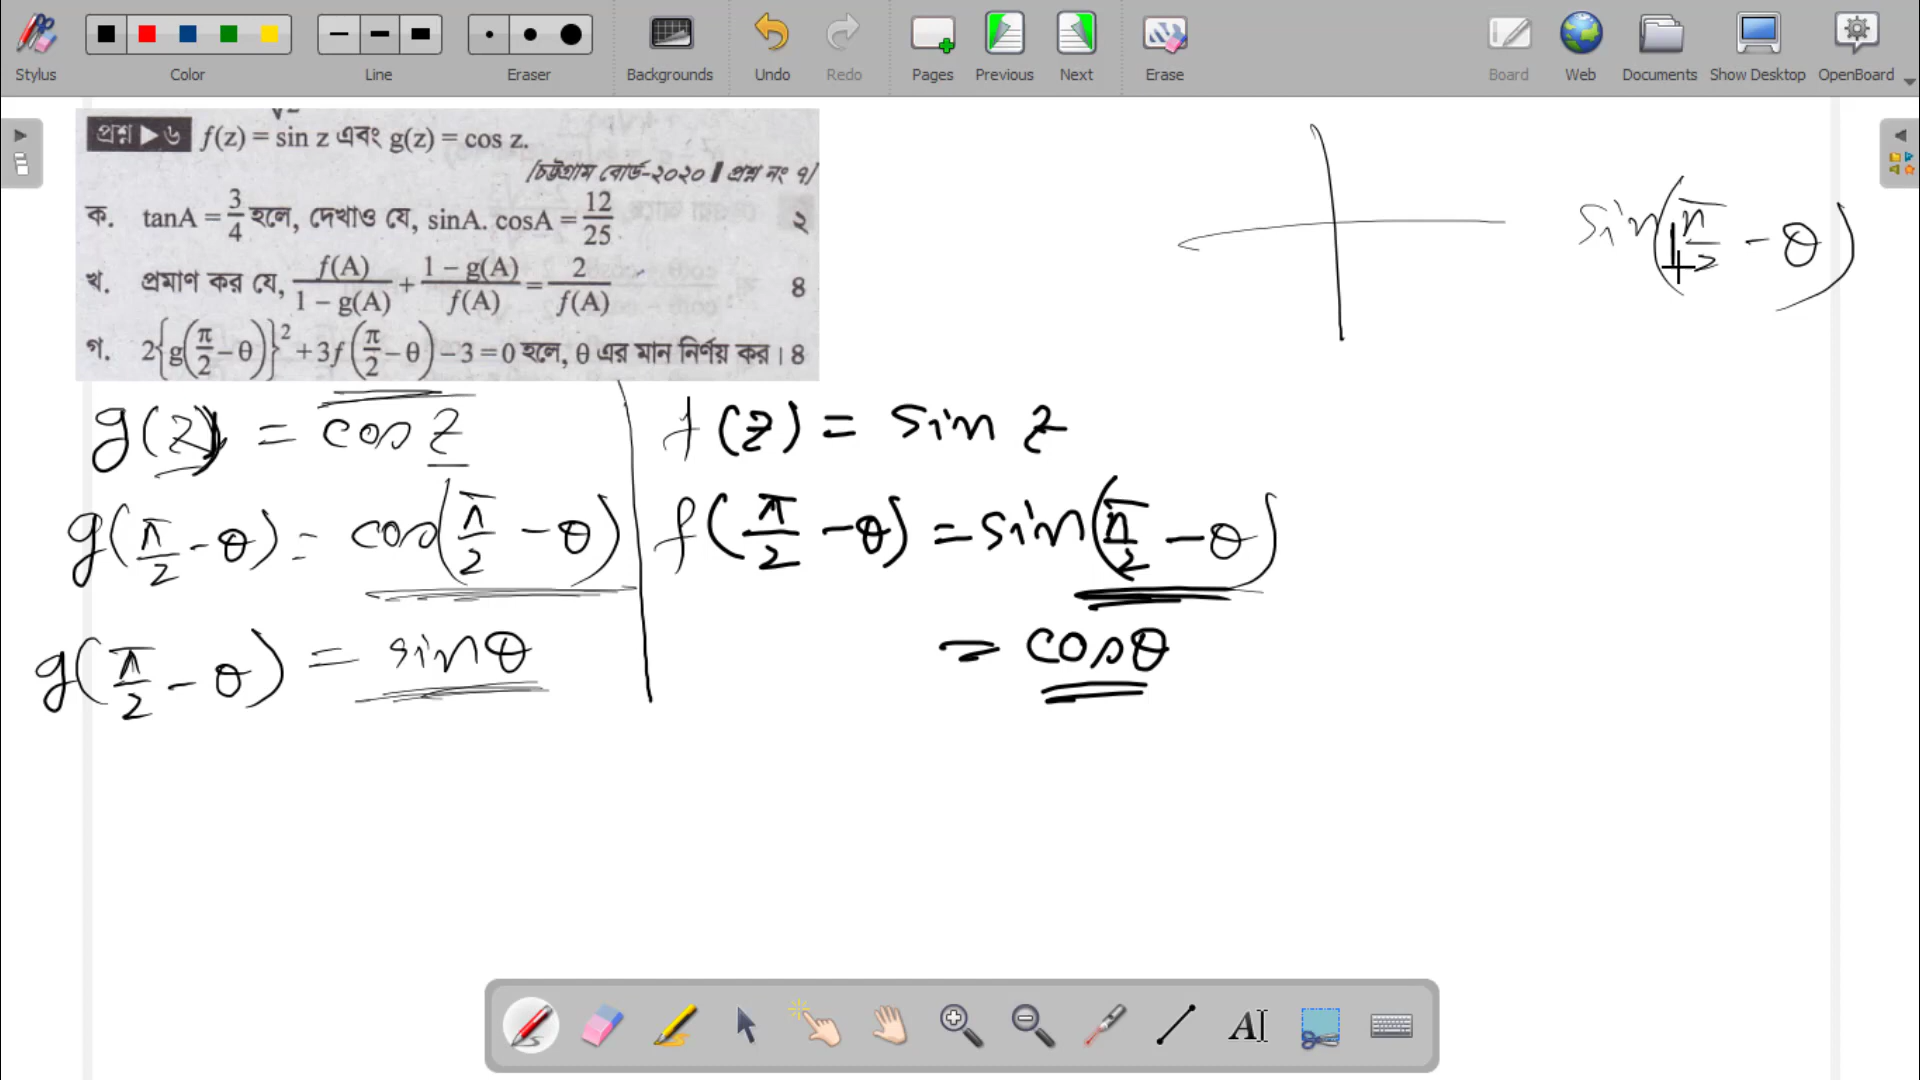 Stylus Color Line Eraser Backgrounds Undo Redo Pages Previous Next Erase Board Web Documents Show Desktop OpenBoard
প্রশ্ন ▶ ৬ f(z) = sin z এবং g(z) = cos z.
/চট্টগ্রাম বোর্ড-২০২০ ‖ প্রশ্ন নং ৭/
ক. tanA = 3/4 হলে, দেখাও যে, sinA. cosA = 12/25 ২
খ. প্রমাণ কর যে, f(A)/(1 − g(A)) + (1 − g(A))/f(A) = 2/f(A) 8
গ. 2{g(π/2 − θ)}² + 3f(π/2 − θ) − 3 = 0 হলে, θ এর মান নির্ণয় কর। 8
sin(π/2 − θ)
g(z) = cos z
g(π/2 − θ) = cos(π/2 − θ)
g(π/2 − θ) = sinθ
f(z) = sin z
f(π/2 − θ) = sin(π/2 − θ)
= cosθ